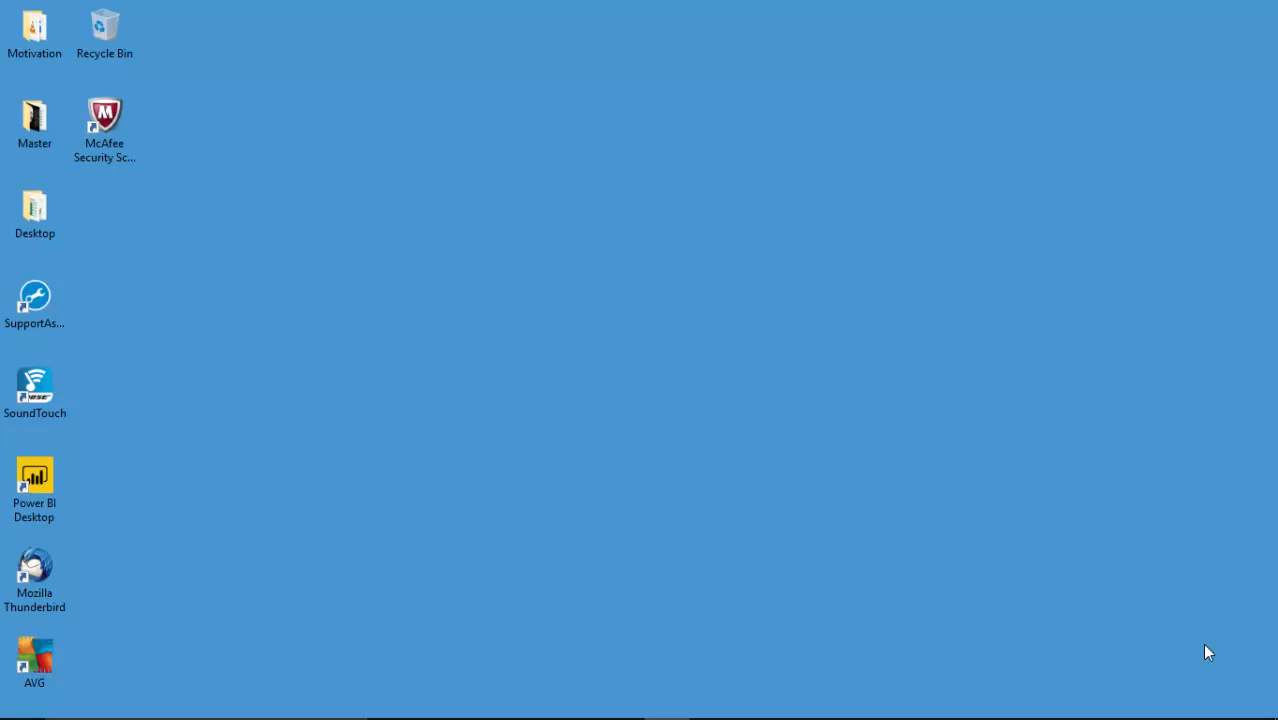 Motivation
Recycle Bin
Master
McAfee
Security Sc...
Desktop
SupportAs...
SoundTouch
Power BI
Desktop
Mozilla
Thunderbird
AVG